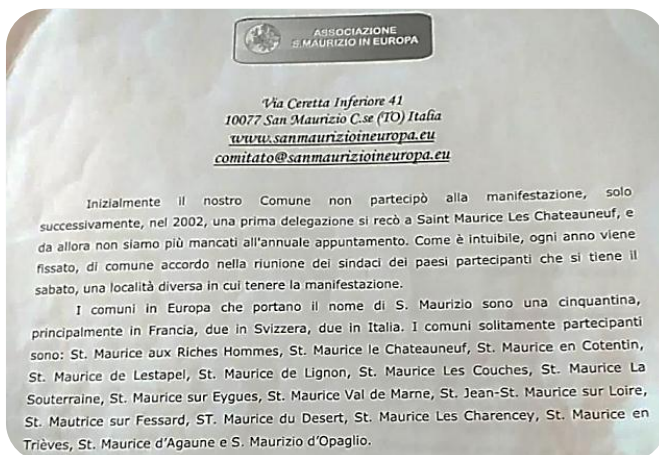 ASSOCIAZIONE
S.MAURIZIO IN EUROPA
Via Ceretta Inferiore 41
10077 San Maurizio C.se (TO) Italia
www.sanmaurizioineuropa.eu
comitato@sanmaurizioineuropa.eu
Inizialmente il nostro Comune non partecipò alla manifestazione, solo
successivamente, nel 2002, una prima delegazione si recò a Saint Maurice Les Chateauneuf, e
da allora non siamo più mancati all'annuale appuntamento. Come è intuibile, ogni anno viene
fissato, di comune accordo nella riunione dei sindaci dei paesi partecipanti che si tiene il
sabato, una località diversa in cui tenere la manifestazione.
I comuni in Europa che portano il nome di S. Maurizio sono una cinquantina,
principalmente in Francia, due in Svizzera, due in Italia. I comuni solitamente partecipanti
sono: St. Maurice aux Riches Hommes, St. Maurice le Chateauneuf, St. Maurice en Cotentin,
St. Maurice de Lestapel, St. Maurice de Lignon, St. Maurice Les Couches, St. Maurice La
Souterraine, St. Maurice sur Eygues, St. Maurice Val de Marne, St. Jean-St. Maurice sur Loire,
St. Mautrice sur Fessard, ST. Maurice du Desert, St. Maurice Les Charencey, St. Maurice en
Trièves, St. Maurice d'Agaune e S. Maurizio d'Opaglio.